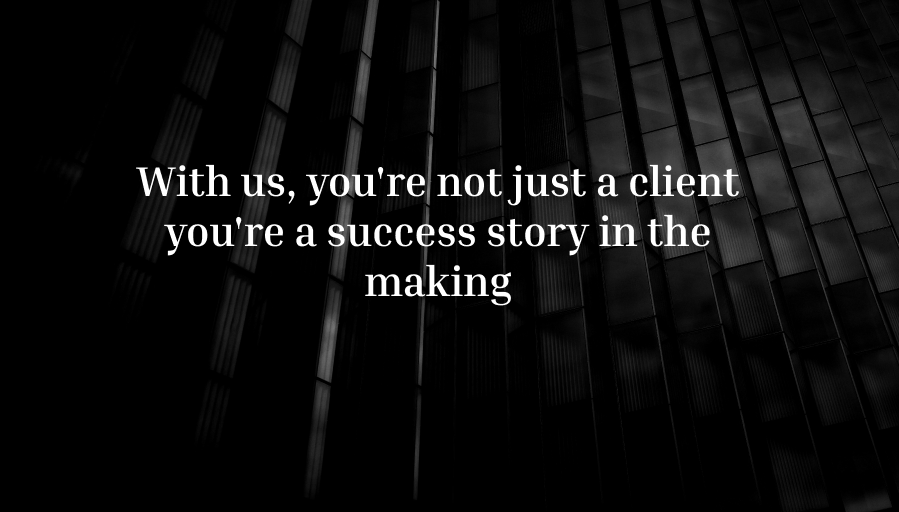 With us, you're not just a client
you're a success story in the
making